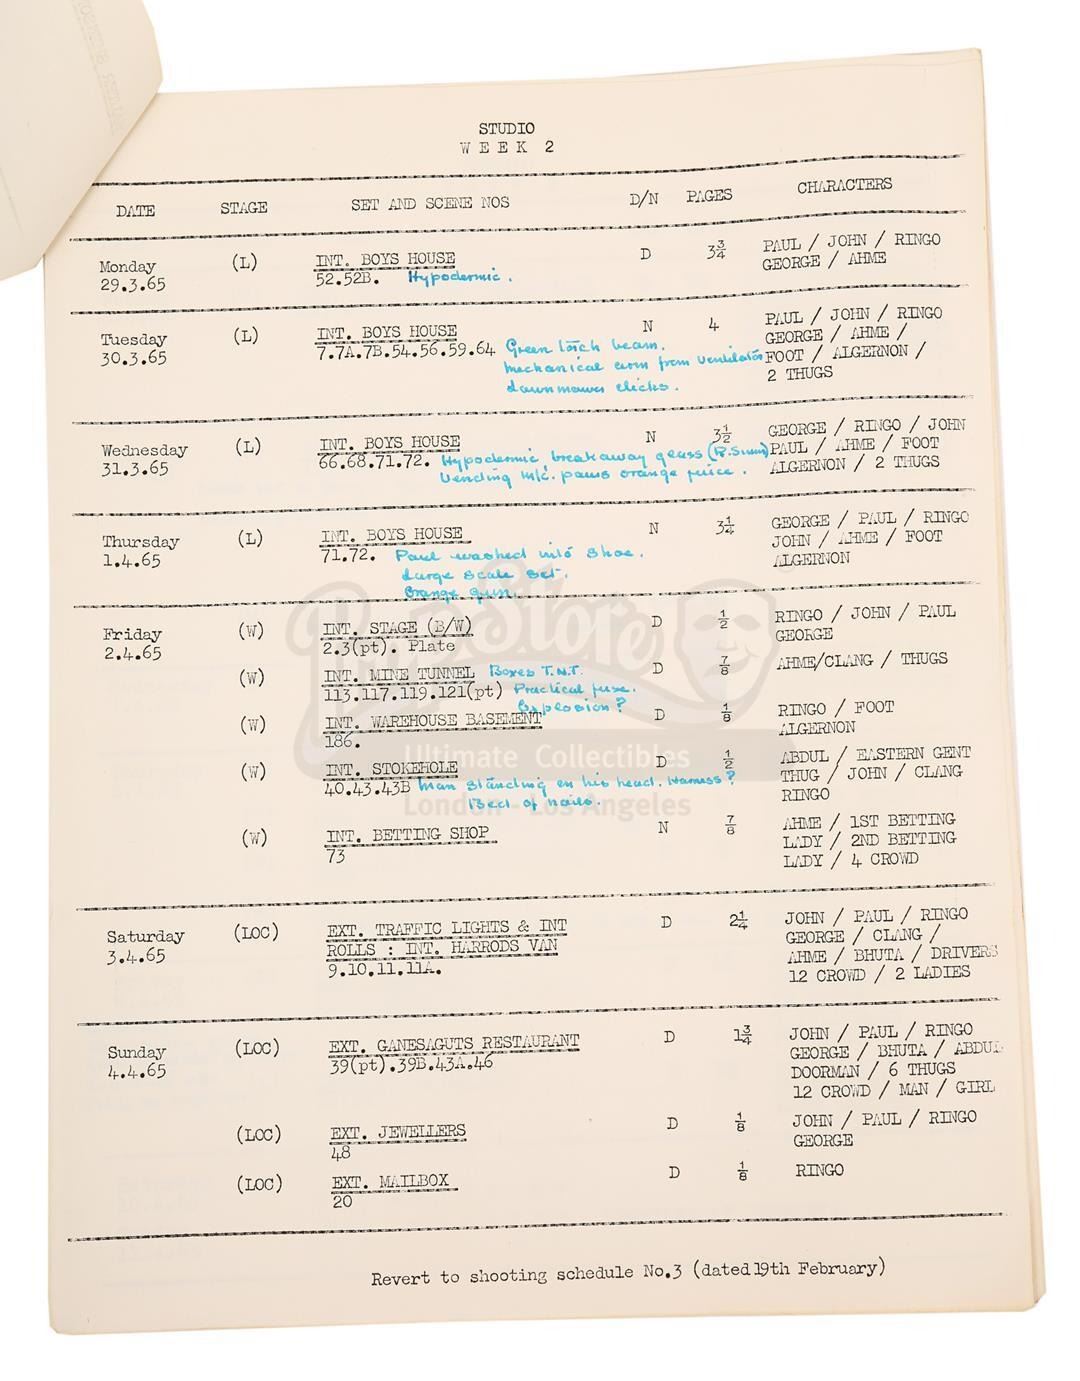 STUDIO
WEEK 2
DATE STAGE SET AND SCENE NOS D/N PAGES CHARACTERS
Monday (L) INT. BOYS HOUSE D 3¾ PAUL / JOHN / RINGO
29.3.65 52.52B. Hypodermic. GEORGE / AHME
Tuesday (L) INT. BOYS HOUSE N 4 PAUL / JOHN / RINGO
30.3.65 7.7A.7B.54.56.59.64 Green torch beam. GEORGE / AHME /
Mechanical arm from ventilator FOOT / ALGERNON /
Lawnmower clicks. 2 THUGS
Wednesday (L) INT. BOYS HOUSE N 3½ GEORGE / RINGO / JOHN
31.3.65 66.68.71.72. Hypodermic breakaway glass (R. ) PAUL / AHME / FOOT
Vending m/c. paws orange juice. ALGERNON / 2 THUGS
Thursday (L) INT. BOYS HOUSE N 3¼ GEORGE / PAUL / RINGO
1.4.65 71.72. Paul washed into shoe. JOHN / AHME / FOOT
Large scale set. ALGERNON
Orange gun.
Friday (W) INT. STAGE (B/W) D ½ RINGO / JOHN / PAUL
2.4.65 2.3(pt). Plate GEORGE
(W) INT. MINE TUNNEL Boxes T.N.T. D ⅞ AHME/CLANG / THUGS
113.117.119.121(pt) Practical fuse.
Explosion?
(W) INT. WAREHOUSE BASEMENT D ⅛ RINGO / FOOT
186. ALGERNON
(W) INT. STOKEHOLE D ½ ABDUL / EASTERN GENT
40.43.43B Man standing on his head. Harness? THUG / JOHN / CLANG
Bed of nails. RINGO
(W) INT. BETTING SHOP N ⅞ AHME / 1ST BETTING
73 LADY / 2ND BETTING
LADY / 4 CROWD
Saturday (LOC) EXT. TRAFFIC LIGHTS & INT D 2¼ JOHN / PAUL / RINGO
3.4.65 ROLLS : INT. HARRODS VAN GEORGE / CLANG /
9.10.11.11A. AHME / BHUTA / DRIVERS
12 CROWD / 2 LADIES
Sunday (LOC) EXT. GANESAGUTS RESTAURANT D 1¾ JOHN / PAUL / RINGO
4.4.65 39(pt).39B.43A.46 GEORGE / BHUTA / ABDUL
DOORMAN / 6 THUGS
12 CROWD / MAN / GIRL
(LOC) EXT. JEWELLERS D ⅛ JOHN / PAUL / RINGO
48 GEORGE
(LOC) EXT. MAILBOX D ⅛ RINGO
20
Revert to shooting schedule No.3 (dated 19th February)
Prop Store
Ultimate Collectibles
London - Los Angeles